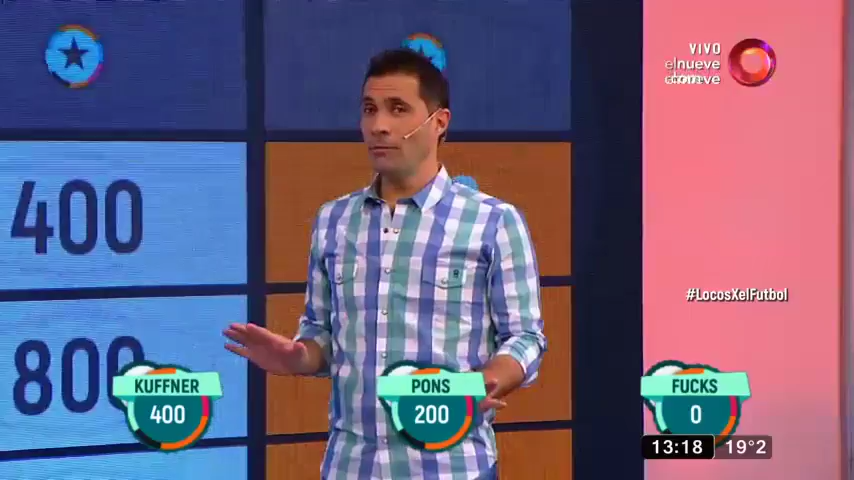 VIVO
elnueve
#LocosXelFutbol
400
800
KUFFNER
400
PONS
200
FUCKS
0
13:18
19°2